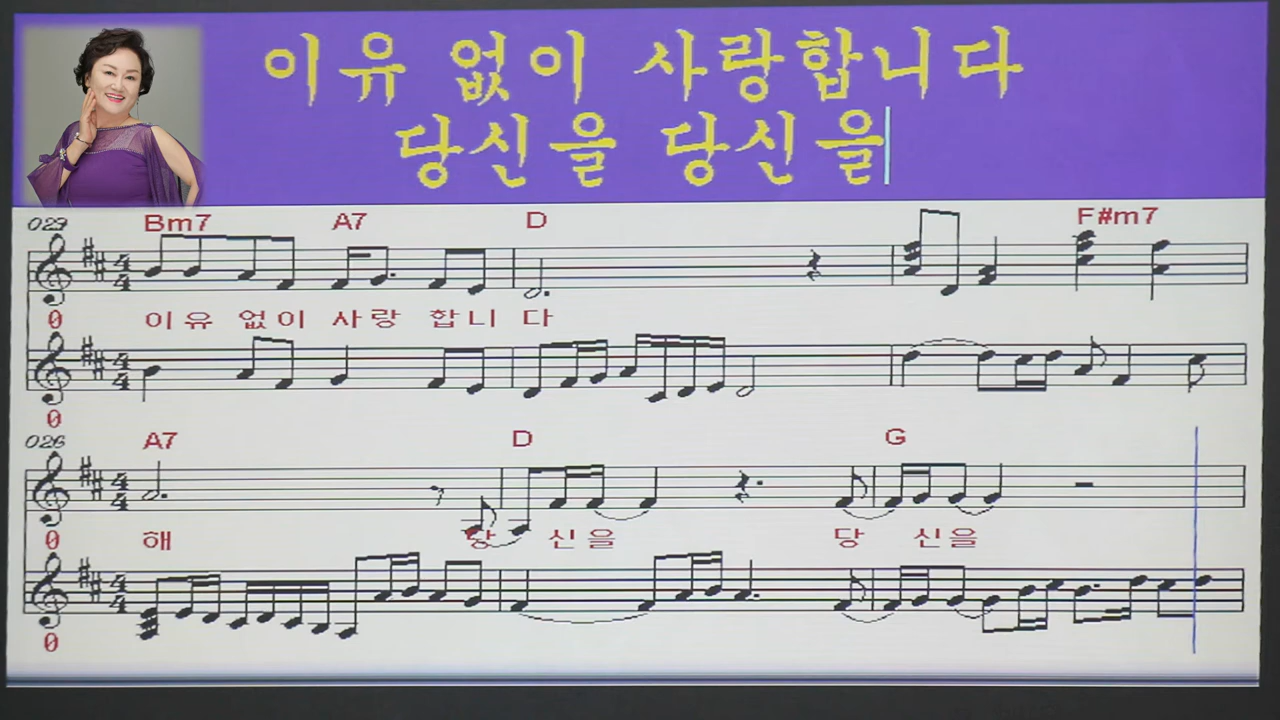 이유 없이 사랑합니다
당신을 당신을
029 Bm7 A7 D F#m7
0 이유 없이 사랑 합니 다
0
026 A7 D G
0 해 당 신을 당 신을
0